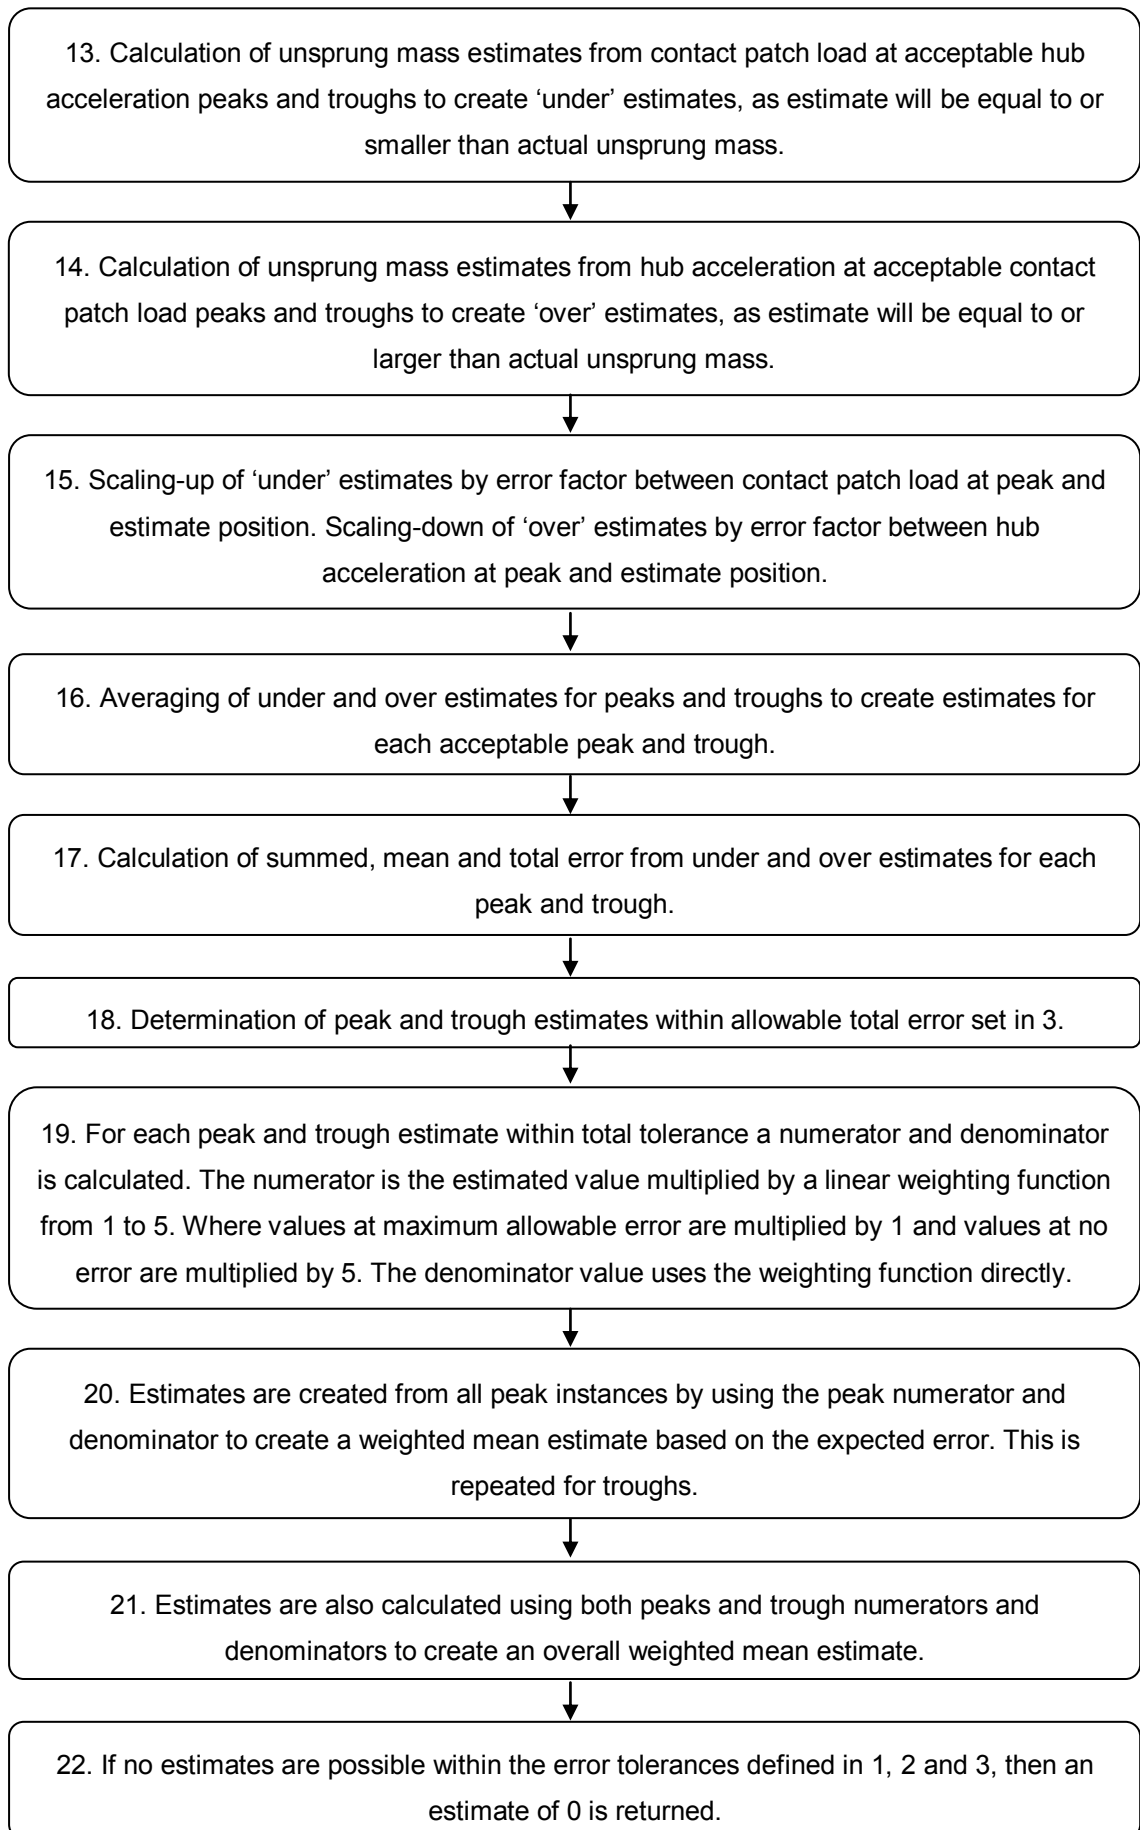 13. Calculation of unsprung mass estimates from contact patch load at acceptable hub
acceleration peaks and troughs to create ‘under’ estimates, as estimate will be equal to or
smaller than actual unsprung mass.
14. Calculation of unsprung mass estimates from hub acceleration at acceptable contact
patch load peaks and troughs to create ‘over’ estimates, as estimate will be equal to or
larger than actual unsprung mass.
15. Scaling-up of ‘under’ estimates by error factor between contact patch load at peak and
estimate position. Scaling-down of ‘over’ estimates by error factor between hub
acceleration at peak and estimate position.
16. Averaging of under and over estimates for peaks and troughs to create estimates for
each acceptable peak and trough.
17. Calculation of summed, mean and total error from under and over estimates for each
peak and trough.
18. Determination of peak and trough estimates within allowable total error set in 3.
19. For each peak and trough estimate within total tolerance a numerator and denominator
is calculated. The numerator is the estimated value multiplied by a linear weighting function
from 1 to 5. Where values at maximum allowable error are multiplied by 1 and values at no
error are multiplied by 5. The denominator value uses the weighting function directly.
20. Estimates are created from all peak instances by using the peak numerator and
denominator to create a weighted mean estimate based on the expected error. This is
repeated for troughs.
21. Estimates are also calculated using both peaks and trough numerators and
denominators to create an overall weighted mean estimate.
22. If no estimates are possible within the error tolerances defined in 1, 2 and 3, then an
estimate of 0 is returned.